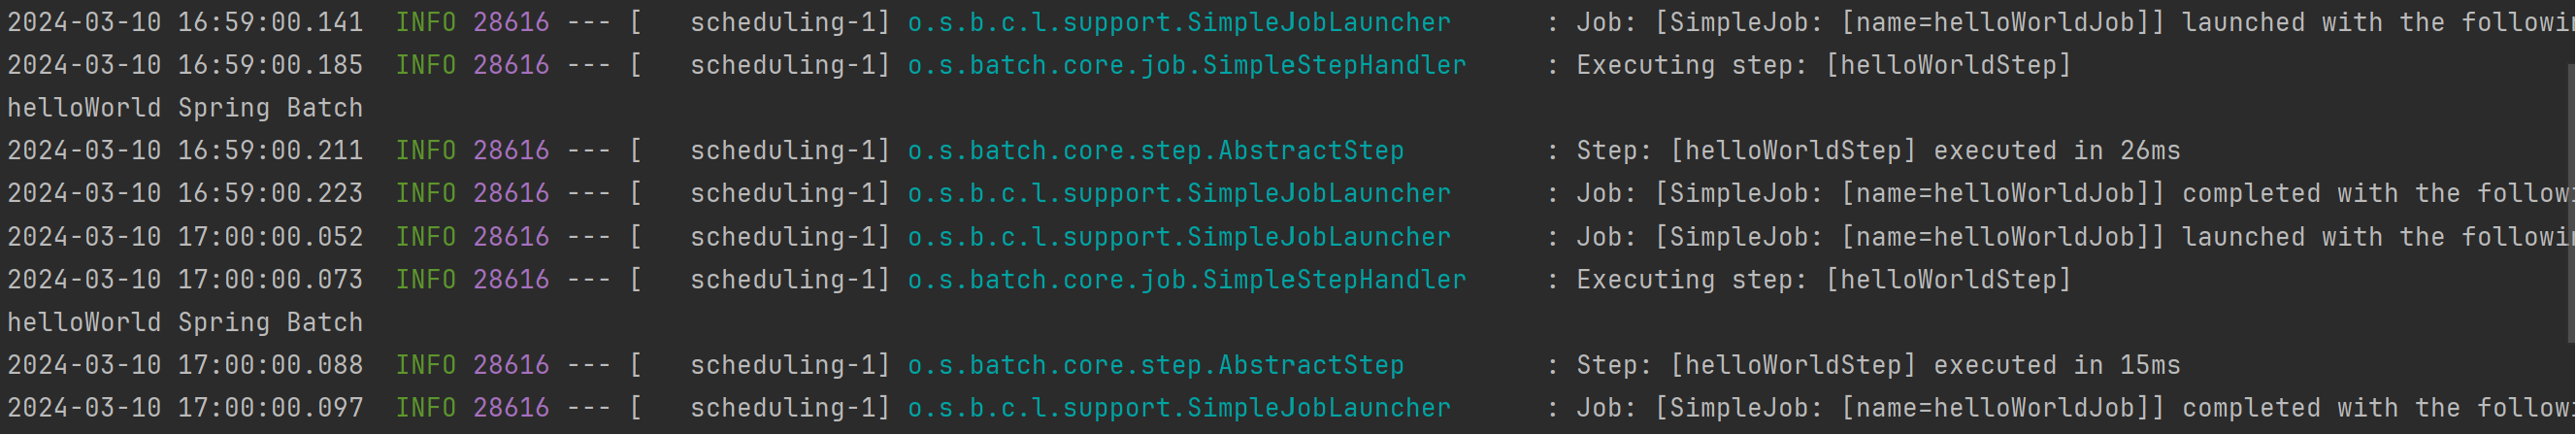 2024-03-10 16:59:00.141  INFO 28616 --- [   scheduling-1] o.s.b.c.l.support.SimpleJobLauncher      : Job: [SimpleJob: [name=helloWorldJob]] launched with the
2024-03-10 16:59:00.185  INFO 28616 --- [   scheduling-1] o.s.batch.core.job.SimpleStepHandler     : Executing step: [helloWorldStep]
helloWorld Spring Batch
2024-03-10 16:59:00.211  INFO 28616 --- [   scheduling-1] o.s.batch.core.step.AbstractStep         : Step: [helloWorldStep] executed in 26ms
2024-03-10 16:59:00.223  INFO 28616 --- [   scheduling-1] o.s.b.c.l.support.SimpleJobLauncher      : Job: [SimpleJob: [name=helloWorldJob]] completed with the
2024-03-10 17:00:00.052  INFO 28616 --- [   scheduling-1] o.s.b.c.l.support.SimpleJobLauncher      : Job: [SimpleJob: [name=helloWorldJob]] launched with the
2024-03-10 17:00:00.073  INFO 28616 --- [   scheduling-1] o.s.batch.core.job.SimpleStepHandler     : Executing step: [helloWorldStep]
helloWorld Spring Batch
2024-03-10 17:00:00.088  INFO 28616 --- [   scheduling-1] o.s.batch.core.step.AbstractStep         : Step: [helloWorldStep] executed in 15ms
2024-03-10 17:00:00.097  INFO 28616 --- [   scheduling-1] o.s.b.c.l.support.SimpleJobLauncher      : Job: [SimpleJob: [name=helloWorldJob]] completed with the